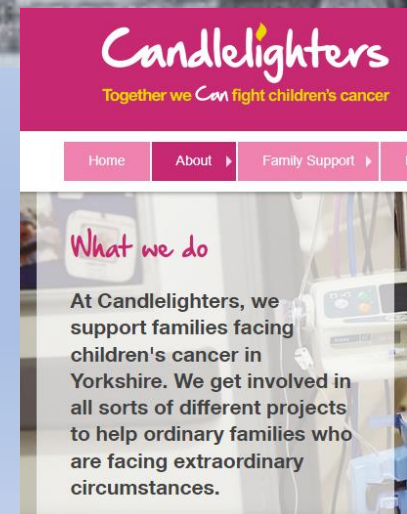 Candlelighters
Together we Can fight children's cancer
Home About Family Support
What we do
At Candlelighters, we
support families facing
children's cancer in
Yorkshire. We get involved in
all sorts of different projects
to help ordinary families who
are facing extraordinary
circumstances.